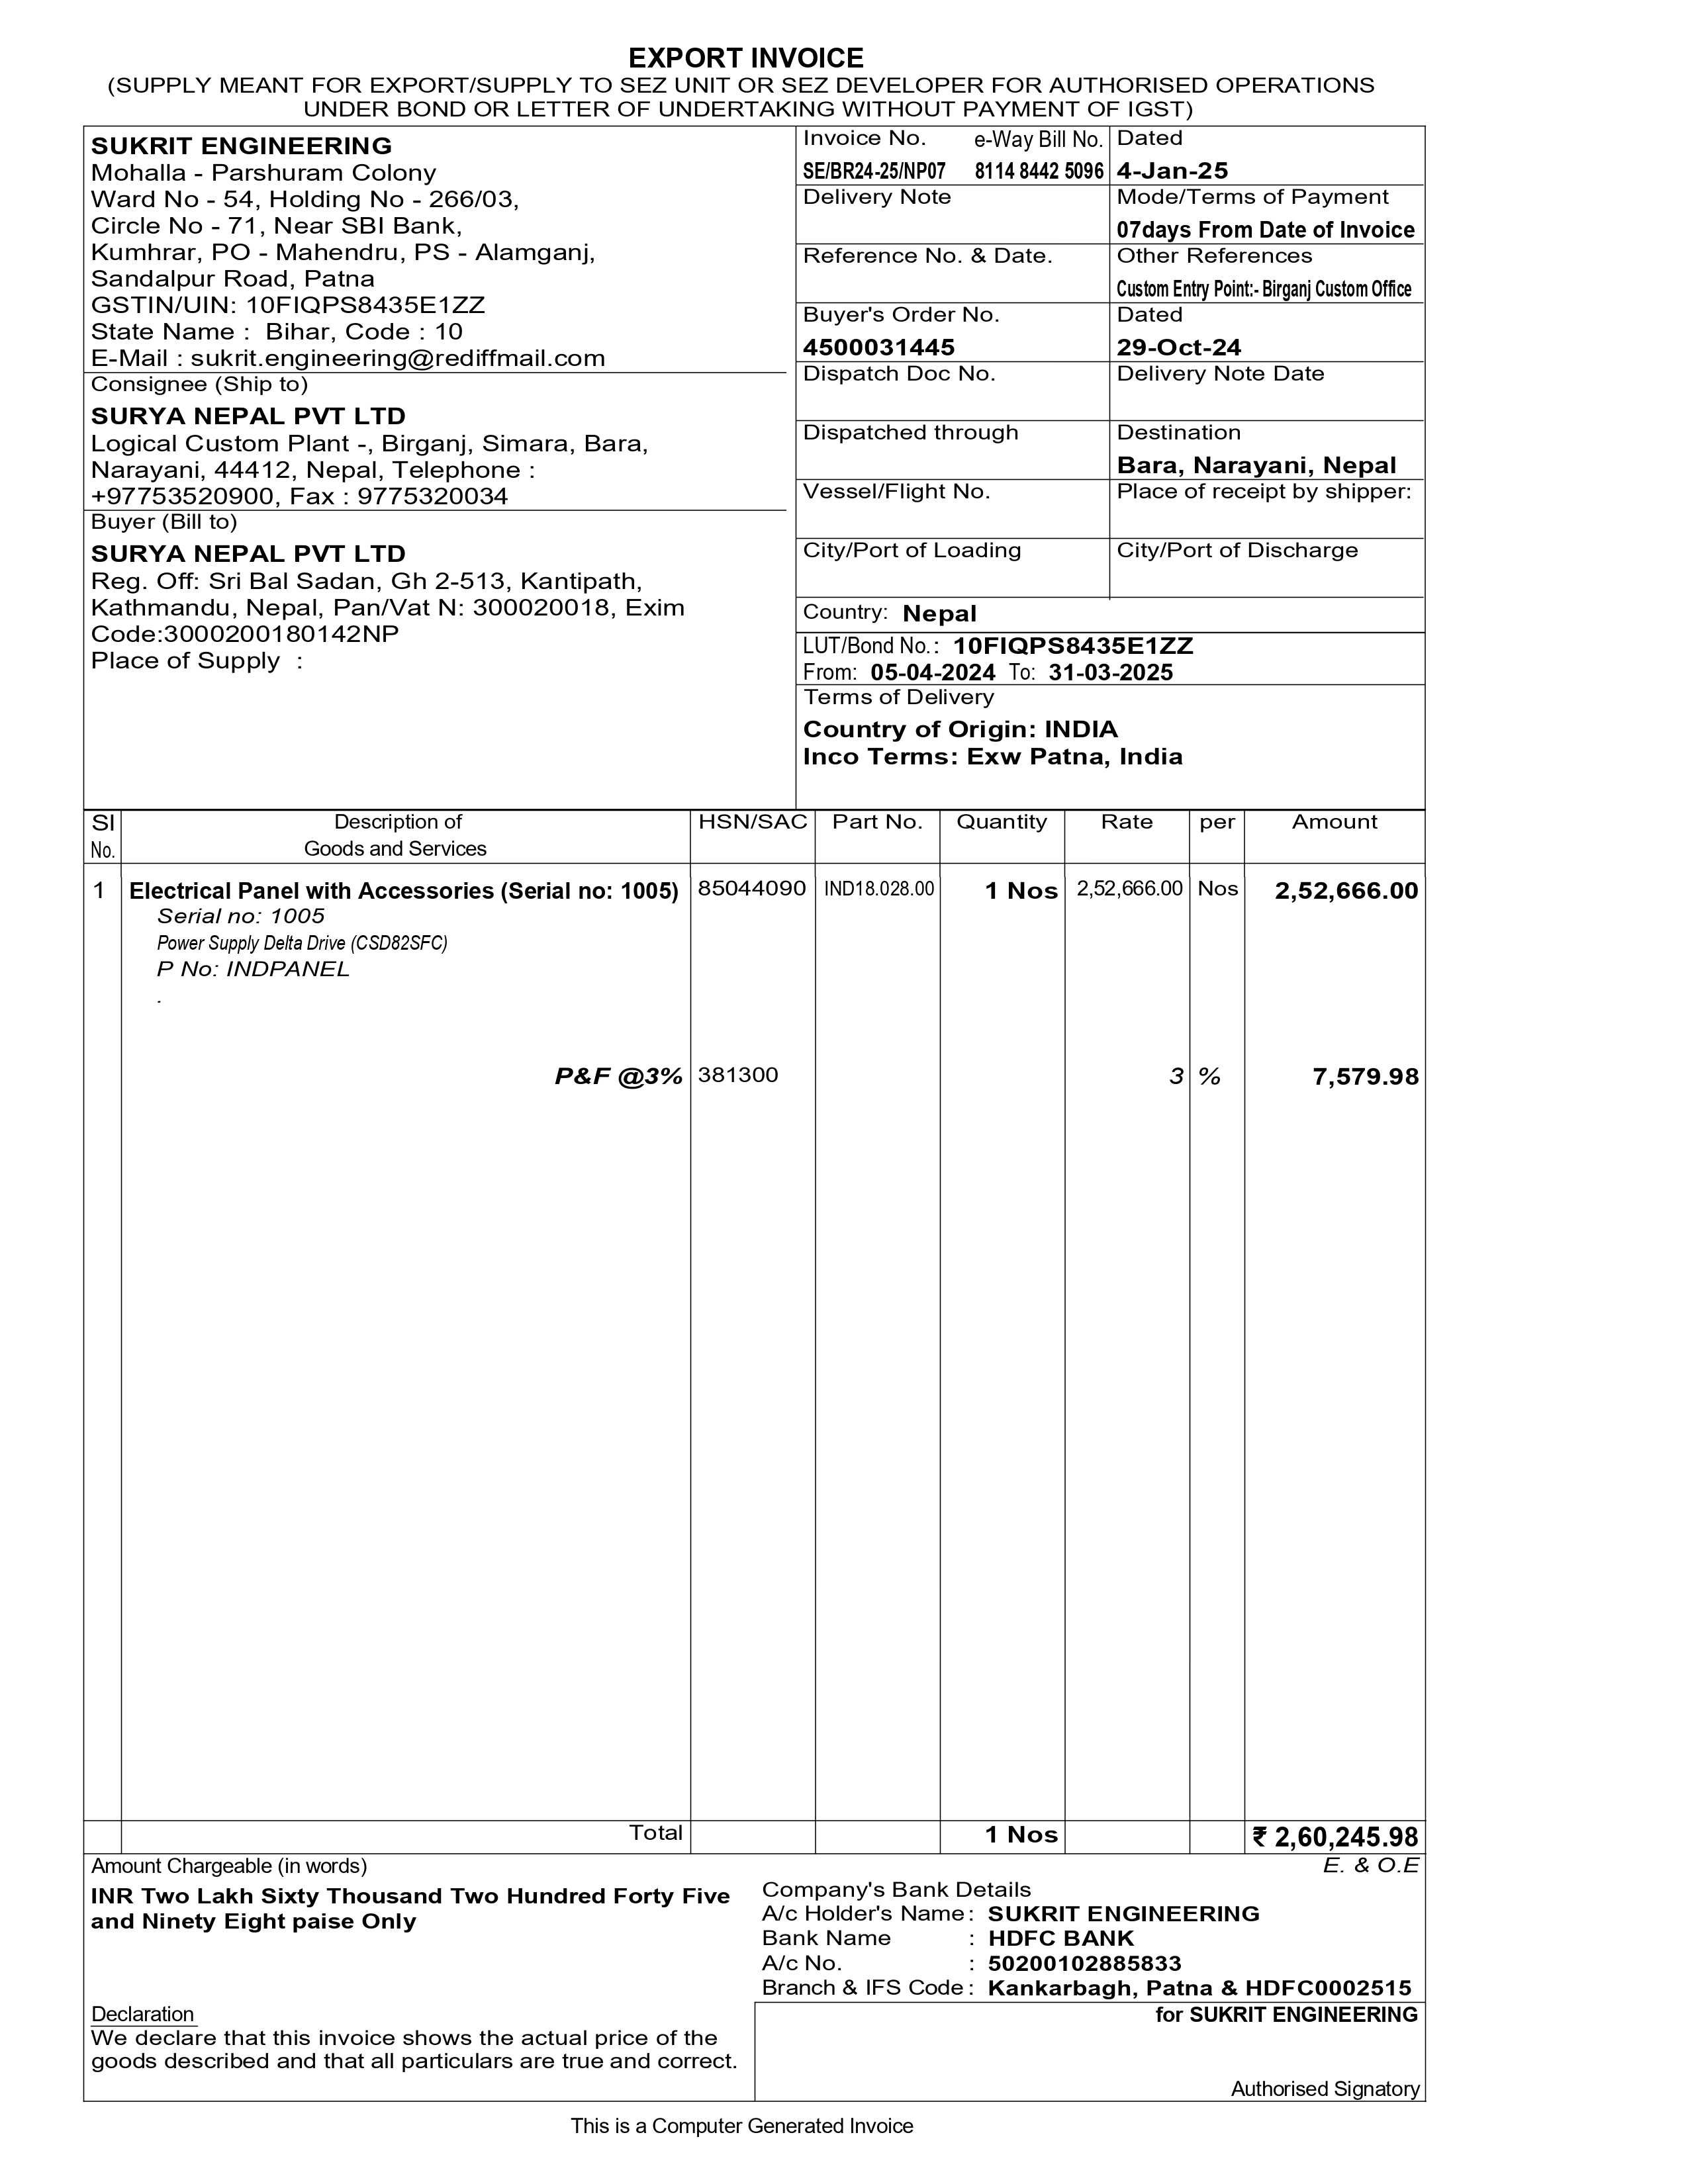 EXPORT INVOICE
(SUPPLY MEANT FOR EXPORT/SUPPLY TO SEZ UNIT OR SEZ DEVELOPER FOR AUTHORISED OPERATIONS
UNDER BOND OR LETTER OF UNDERTAKING WITHOUT PAYMENT OF IGST)
SUKRIT ENGINEERING
Mohalla - Parshuram Colony
Ward No - 54, Holding No - 266/03,
Circle No - 71, Near SBI Bank,
Kumhrar, PO - Mahendru, PS - Alamganj,
Sandalpur Road, Patna
GSTIN/UIN: 10FIQPS8435E1ZZ
State Name : Bihar, Code : 10
E-Mail : sukrit.engineering@rediffmail.com
Consignee (Ship to)
SURYA NEPAL PVT LTD
Logical Custom Plant -, Birganj, Simara, Bara,
Narayani, 44412, Nepal, Telephone :
+97753520900, Fax : 9775320034
Buyer (Bill to)
SURYA NEPAL PVT LTD
Reg. Off: Sri Bal Sadan, Gh 2-513, Kantipath,
Kathmandu, Nepal, Pan/Vat N: 300020018, Exim
Code:3000200180142NP
Place of Supply :
Invoice No. e-Way Bill No. Dated
SE/BR24-25/NP07 8114 8442 5096 4-Jan-25
Delivery Note Mode/Terms of Payment
07days From Date of Invoice
Reference No. & Date. Other References
Custom Entry Point:- Birganj Custom Office
Buyer's Order No. Dated
4500031445 29-Oct-24
Dispatch Doc No. Delivery Note Date
Dispatched through Destination
Bara, Narayani, Nepal
Vessel/Flight No. Place of receipt by shipper:
City/Port of Loading City/Port of Discharge
Country: Nepal
LUT/Bond No.: 10FIQPS8435E1ZZ
From: 05-04-2024 To: 31-03-2025
Terms of Delivery
Country of Origin: INDIA
Inco Terms: Exw Patna, India
Sl Description of HSN/SAC Part No. Quantity Rate per Amount
No. Goods and Services
1 Electrical Panel with Accessories (Serial no: 1005) 85044090 IND18.028.00 1 Nos 2,52,666.00 Nos 2,52,666.00
Serial no: 1005
Power Supply Delta Drive (CSD82SFC)
P No: INDPANEL
.
P&F @3% 381300 3 % 7,579.98
Total 1 Nos ₹ 2,60,245.98
Amount Chargeable (in words) E. & O.E
INR Two Lakh Sixty Thousand Two Hundred Forty Five
and Ninety Eight paise Only
Company's Bank Details
A/c Holder's Name : SUKRIT ENGINEERING
Bank Name : HDFC BANK
A/c No. : 50200102885833
Branch & IFS Code : Kankarbagh, Patna & HDFC0002515
Declaration
We declare that this invoice shows the actual price of the
goods described and that all particulars are true and correct.
for SUKRIT ENGINEERING
Authorised Signatory
This is a Computer Generated Invoice